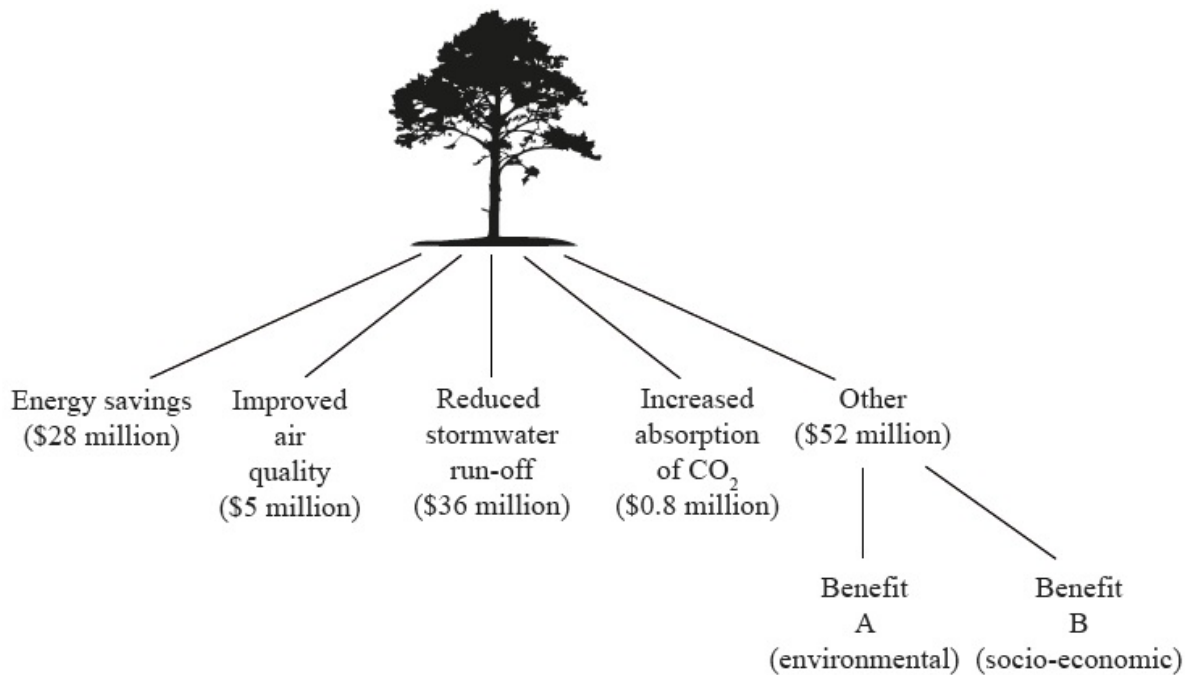 Energy savings
($28 million)
Improved
air
quality
($5 million)
Reduced
stormwater
run-off
($36 million)
Increased
absorption
of CO₂
($0.8 million)
Other
($52 million)
Benefit
A
(environmental)
Benefit
B
(socio-economic)